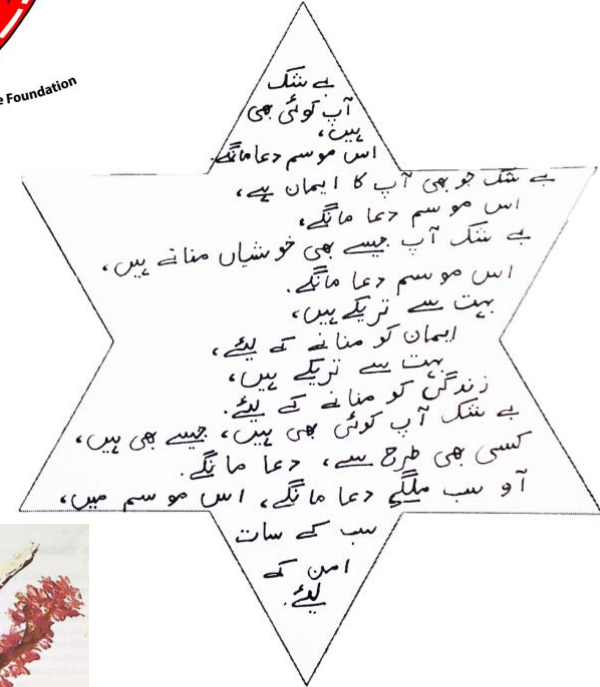 e Foundation
بے شک
آپ کوئی بھی
ہیں،
اس موسم دعا مانگے.
بے شک جو بھی آپ کا ایمان ہے،
اس موسم دعا مانگے.
بے شک آپ جیسے بھی خوشیاں مناتے ہیں،
اس موسم دعا مانگے.
بہت سے تریکے ہیں،
ایمان کو منانے کے لیئے،
بہت سے تریکے ہیں،
زندگی کو منانے کے لیئے.
بے شک آپ کوئی بھی ہیں، جیسے بھی ہیں،
کسی بھی طرح سے، دعا مانگے.
آو سب ملگے دعا مانگے، اس موسم میں،
سب کے سات
امن کے
لیئے.